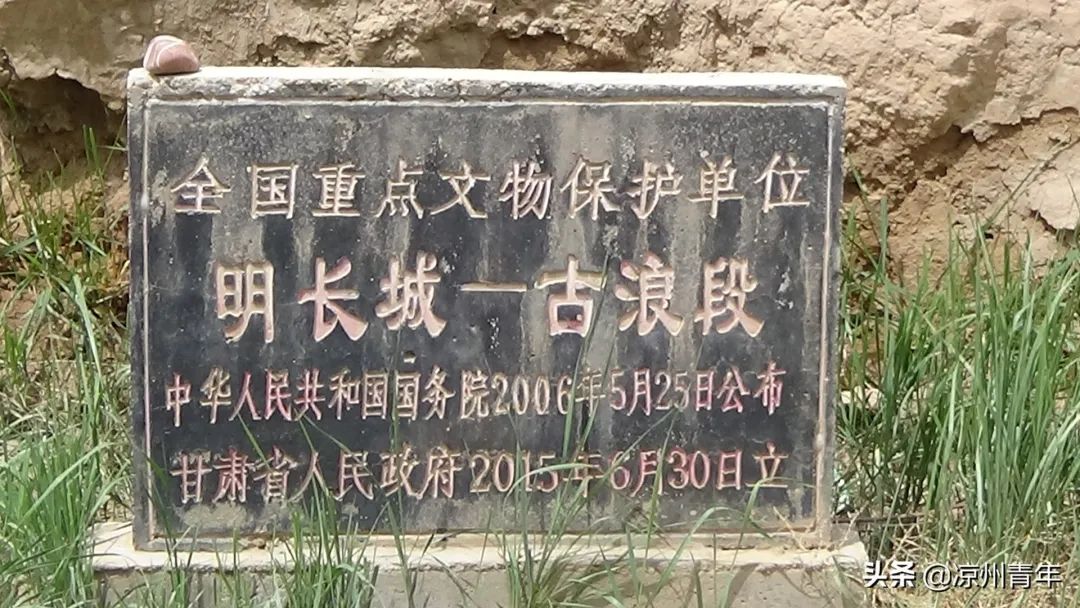 全国重点文物保护单位
明长城—古浪段
中华人民共和国国务院2006年5月25日公布
甘肃省人民政府2015年6月30日立
头条 @凉州青年